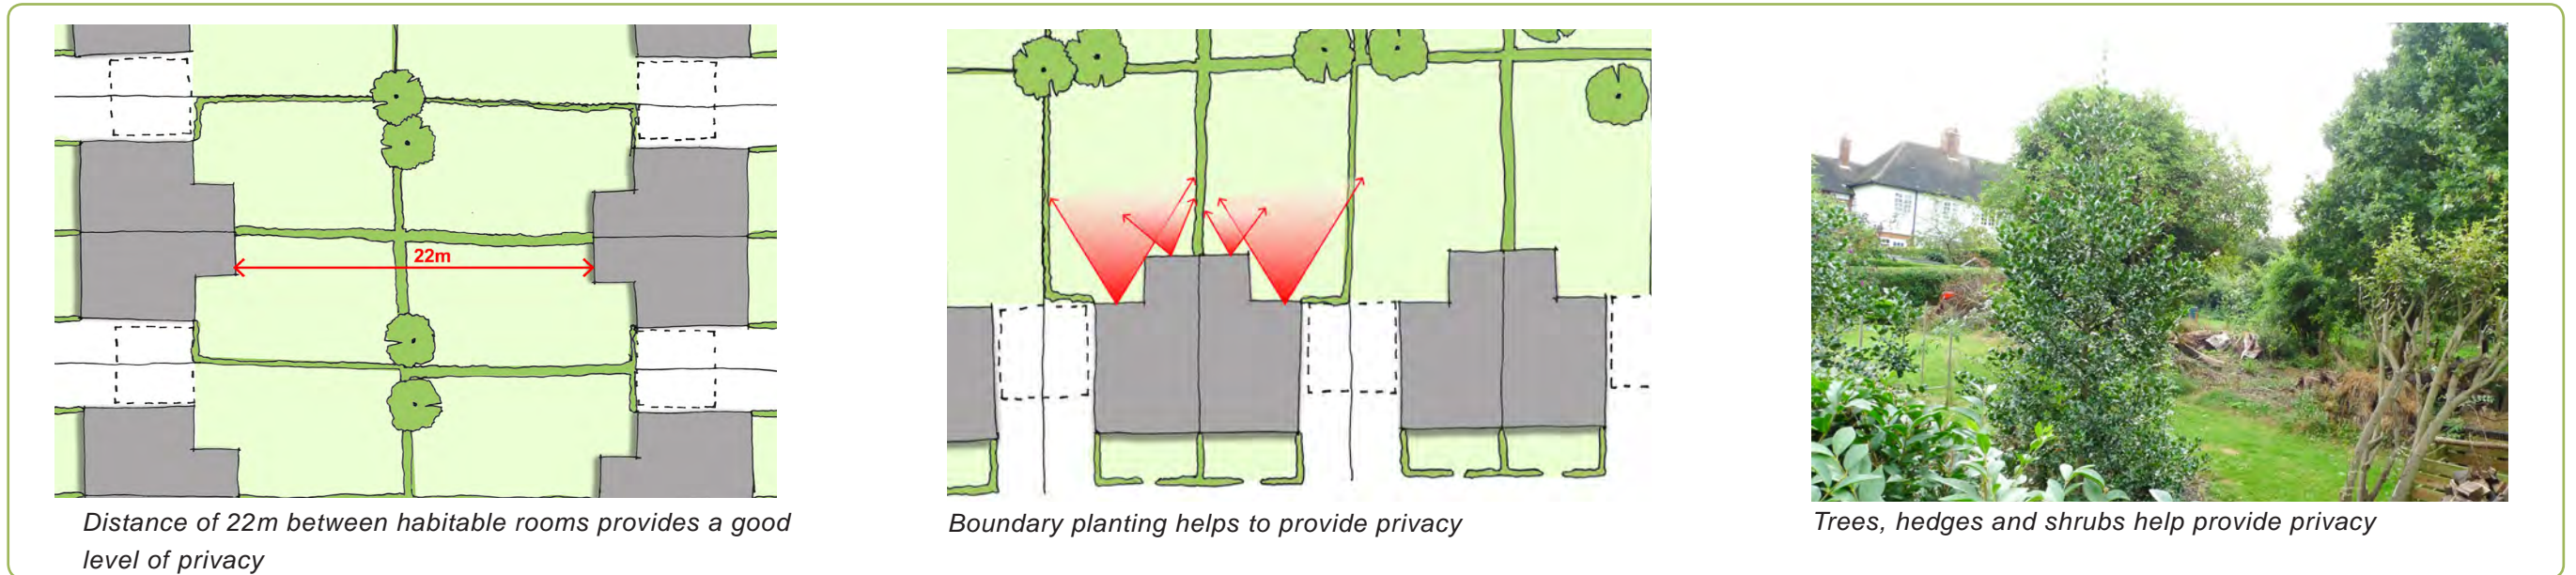 22m
Distance of 22m between habitable rooms provides a good
level of privacy
Boundary planting helps to provide privacy
Trees, hedges and shrubs help provide privacy